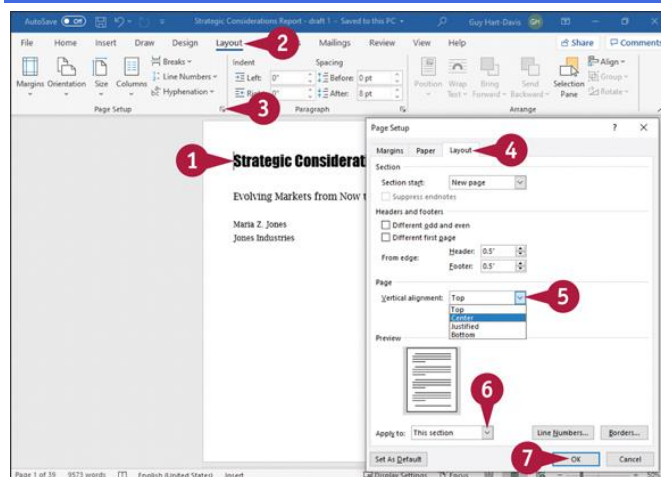 AutoSave Off Strategic Considerations Report - draft 1 - Saved to this PC Guy Hart-Davis GH
File Home Insert Draw Design Layout Mailings Review View Help Share Comments
Breaks Indent Spacing Align
Line Numbers Left: 0" Before: 0 pt Group
Margins Orientation Size Columns Hyphenation Right: 0" After: 8 pt Position Wrap Text Bring Forward Send Backward Selection Pane Rotate
Page Setup Paragraph Arrange
2
3
1
Strategic Considerat
Evolving Markets from Now t
Maria Z. Jones
Jones Industries
Page Setup ? X
Margins Paper Layout
4
Section
Section start: New page
Suppress endnotes
Headers and footers
Different odd and even
Different first page
From edge: Header: 0.5"
Footer: 0.5"
Page
Vertical alignment: Top
5
Top
Center
Justified
Bottom
Preview
6
Apply to: This section Line Numbers... Borders...
7
Set As Default OK Cancel
Page 1 of 39 9573 words English (United States) Insert Display Settings Focus 50%